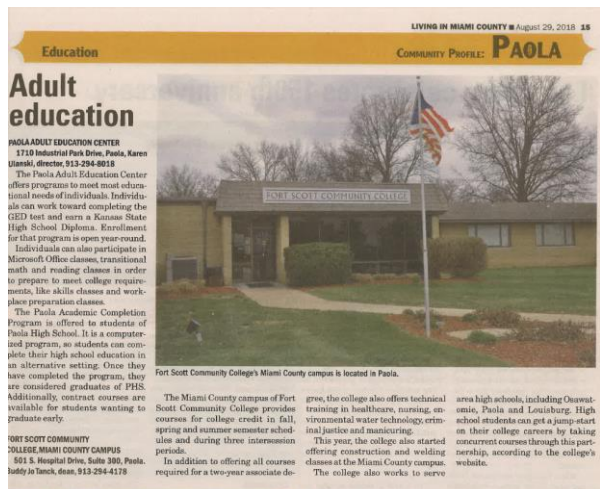 LIVING IN MIAMI COUNTY ■ August 29, 2018 15
Education
COMMUNITY PROFILE: PAOLA
Adult
education
PAOLA ADULT EDUCATION CENTER
1710 Industrial Park Drive, Paola, Karen
Ulanski, director, 913-294-8018
The Paola Adult Education Center
offers programs to meet most educa-
tional needs of individuals. Individu-
als can work toward completing the
GED test and earn a Kansas State
High School Diploma. Enrollment
for that program is open year-round.
Individuals can also participate in
Microsoft Office classes, transitional
math and reading classes in order
to prepare to meet college require-
ments, like skills classes and work-
place preparation classes.
The Paola Academic Completion
Program is offered to students of
Paola High School. It is a computer-
ized program, so students can com-
plete their high school education in
an alternative setting. Once they
have completed the program, they
are considered graduates of PHS.
Additionally, contract courses are
available for students wanting to
graduate early.
FORT SCOTT COMMUNITY
COLLEGE, MIAMI COUNTY CAMPUS
501 S. Hospital Drive, Suite 300, Paola.
Buddy Jo Tanck, dean, 913-294-4178
FORT SCOTT COMMUNITY COLLEGE
Fort Scott Community College's Miami County campus is located in Paola.
The Miami County campus of Fort
Scott Community College provides
courses for college credit in fall,
spring and summer semester sched-
ules and during three intersession
periods.
In addition to offering all courses
required for a two-year associate de-
gree, the college also offers technical
training in healthcare, nursing, en-
vironmental water technology, crim-
inal justice and manicuring.
This year, the college also started
offering construction and welding
classes at the Miami County campus.
The college also works to serve
area high schools, including Osawat-
omie, Paola and Louisburg. High
school students can get a jump-start
on their college careers by taking
concurrent courses through this part-
nership, according to the college's
website.